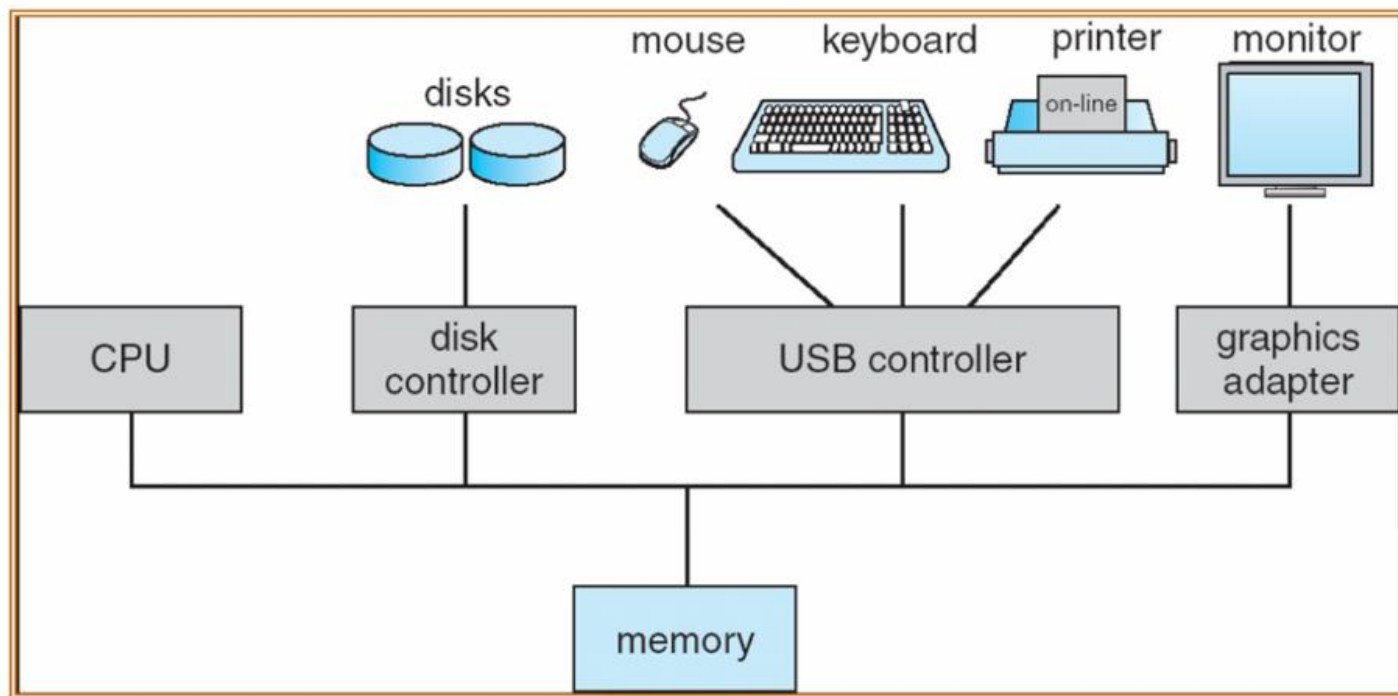 mouse keyboard printer monitor
disks
on-line
CPU
disk
controller
USB controller
graphics
adapter
memory